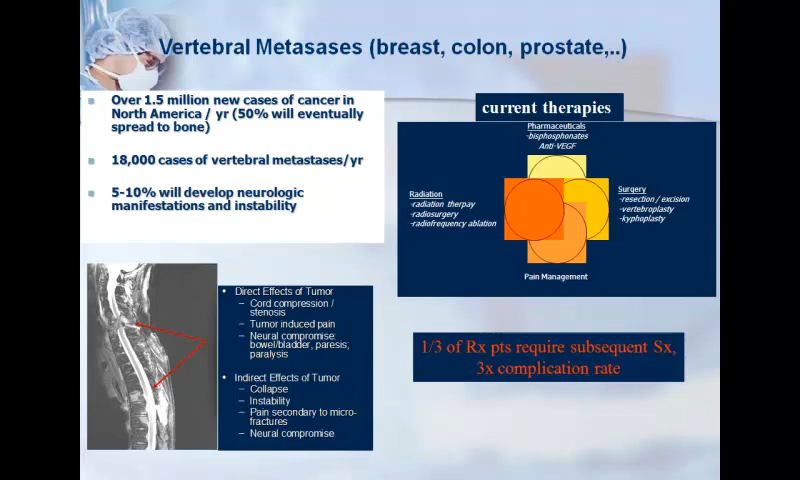 Vertebral Metasases (breast, colon, prostate,..)
Over 1.5 million new cases of cancer in
North America / yr (50% will eventually
spread to bone)
18,000 cases of vertebral metastases/yr
5-10% will develop neurologic
manifestations and instability
current therapies
Pharmaceuticals
-bisphosphonates
Anti-VEGF
Radiation
-radiation therpay
-radiosurgery
-radiofrequency ablation
Surgery
-resection / excision
-vertebroplasty
-kyphoplasty
Pain Management
• Direct Effects of Tumor
– Cord compression /
stenosis
– Tumor induced pain
– Neural compromise:
bowel/bladder, paresis,
paralysis
• Indirect Effects of Tumor
– Collapse
– Instability
– Pain secondary to micro-
fractures
– Neural compromise
1/3 of Rx pts require subsequent Sx,
3x complication rate